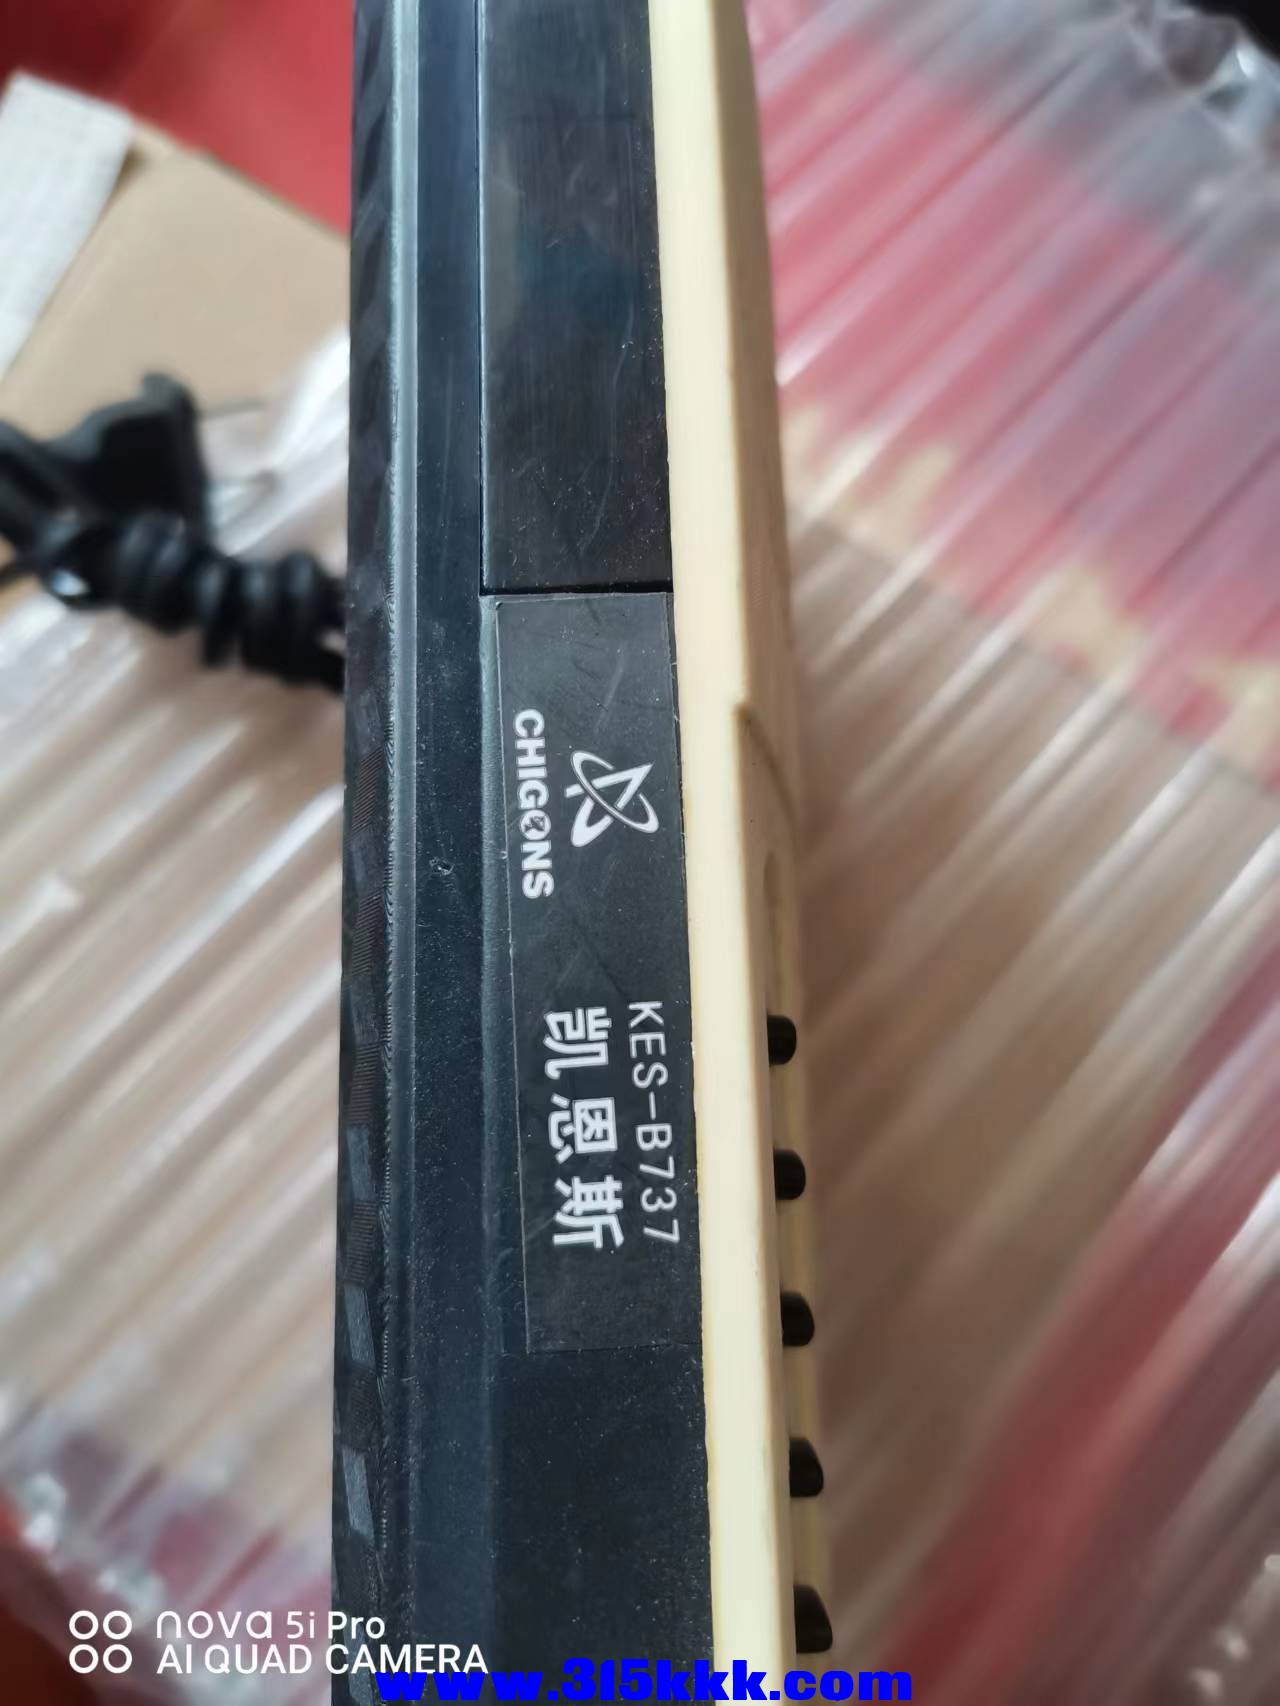 CHIGONS
KES-B737
凯恩斯
nova 5i Pro
AI QUAD CAMERA
www.315kkk.com